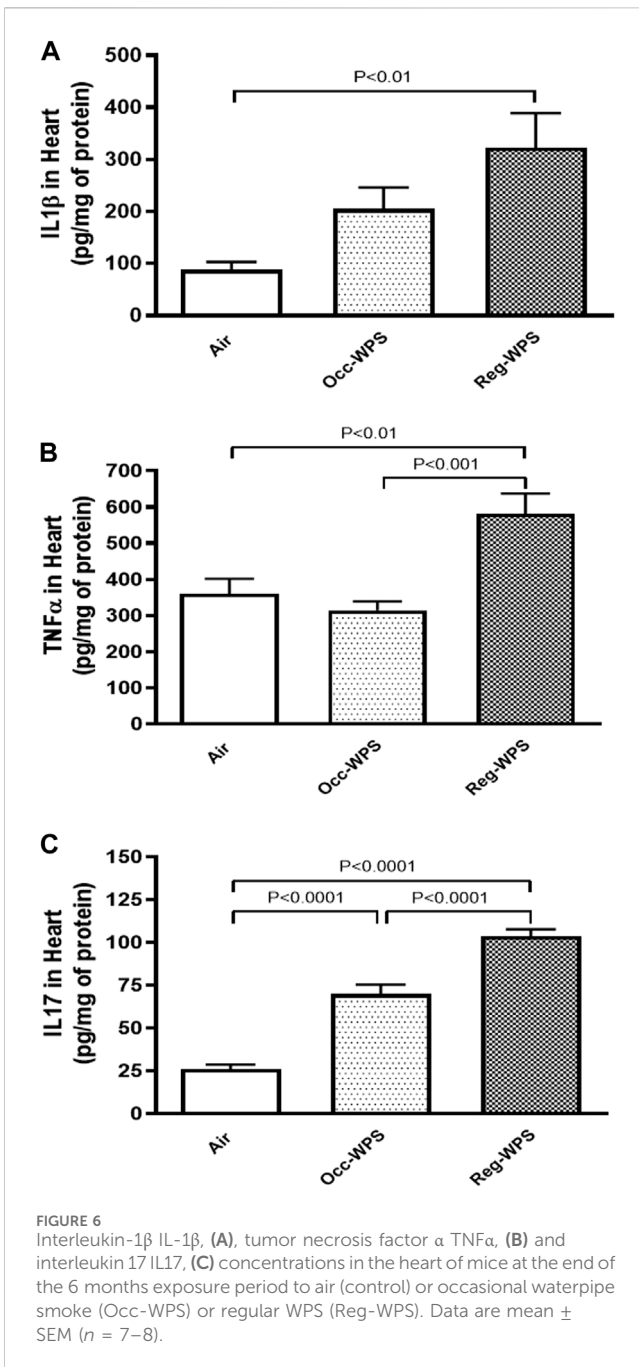 A
IL1β in Heart
(pg/mg of protein)
500
400
300
200
100
0
P<0.01
Air
Occ-WPS
Reg-WPS
B
TNFα in Heart
(pg/mg of protein)
700
600
500
400
300
400
300
0
P<0.01
P<0.001
Air
Occ-WPS
Reg-WPS
C
IL17 in Heart
(pg/mg of protein)
150
125
100
75
50
25
0
P<0.0001
P<0.0001
P<0.0001
Air
Occ-WPS
Reg-WPS
FIGURE 6
Interleukin-1β IL-1β, (A), tumor necrosis factor α TNFα, (B) and
interleukin 17 IL17, (C) concentrations in the heart of mice at the end of
the 6 months exposure period to air (control) or occasional waterpipe
smoke (Occ-WPS) or regular WPS (Reg-WPS). Data are mean ±
SEM (n = 7–8).